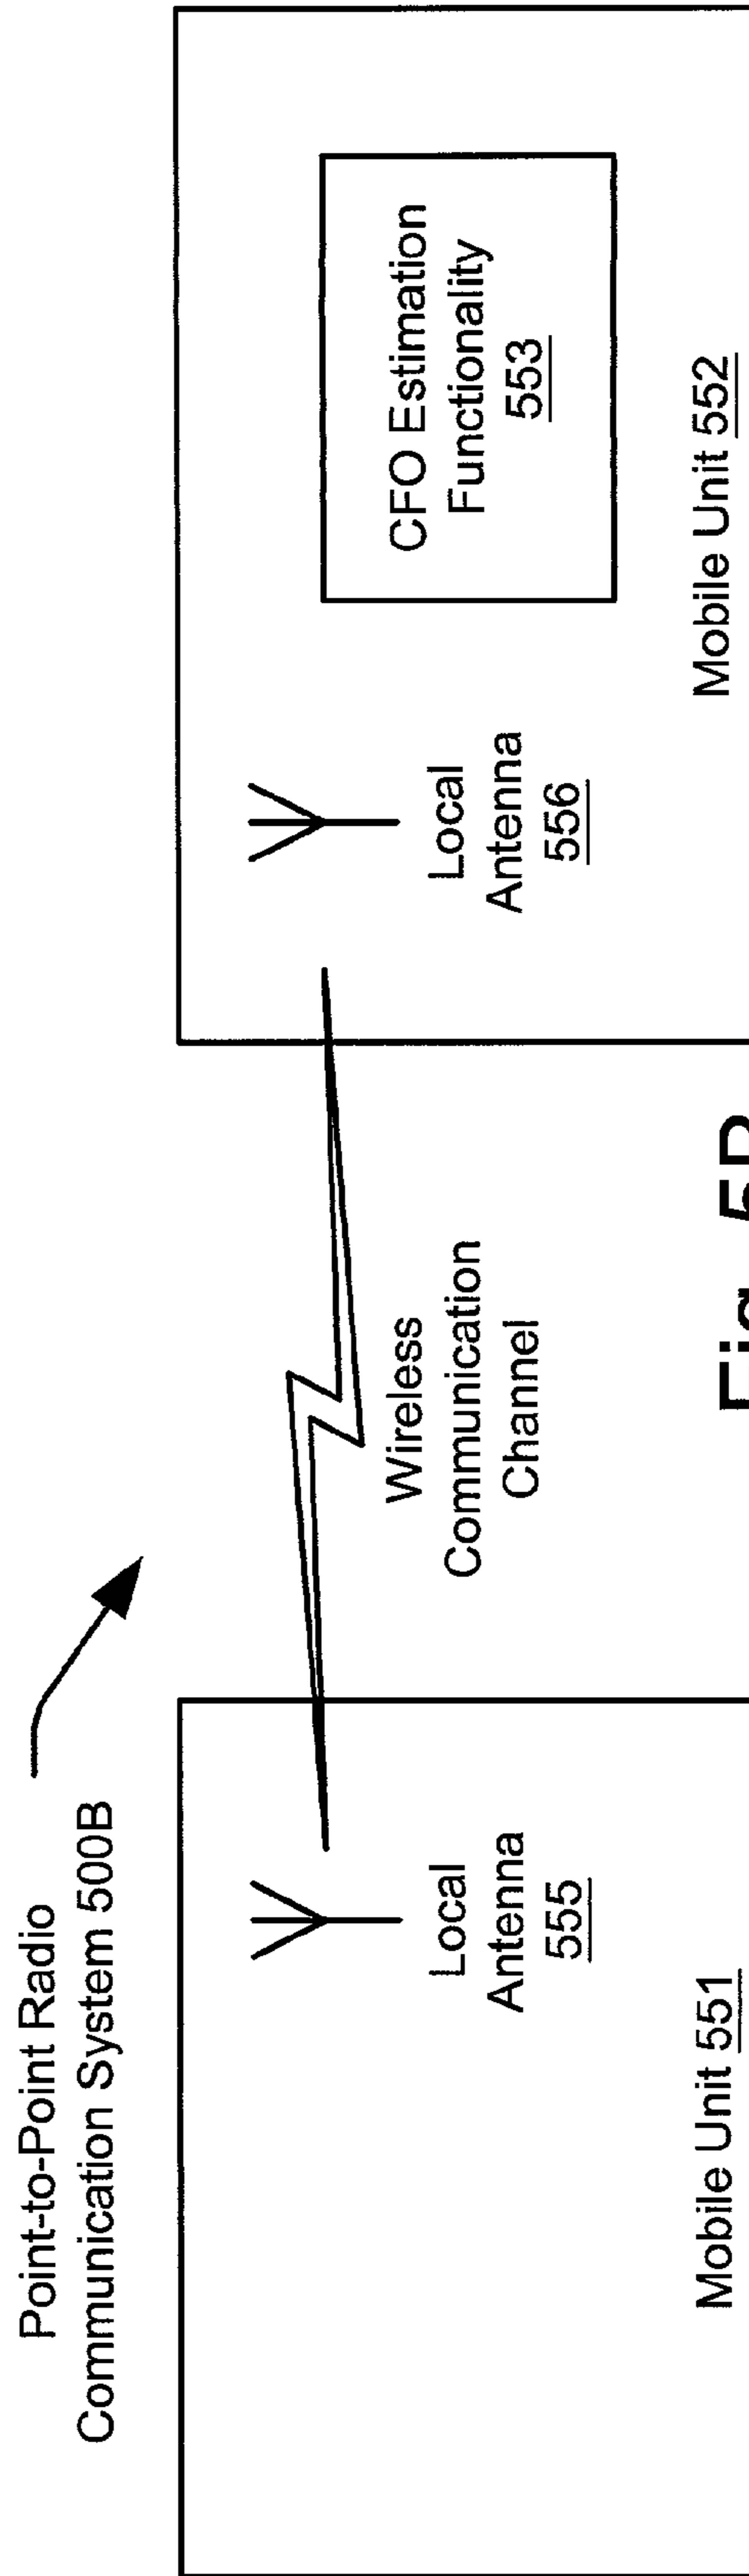 Point-to-Point Radio
Communication System 500B
Local
Antenna
555
Mobile Unit 551
Wireless
Communication
Channel
Local
Antenna
556
CFO Estimation
Functionality
553
Mobile Unit 552